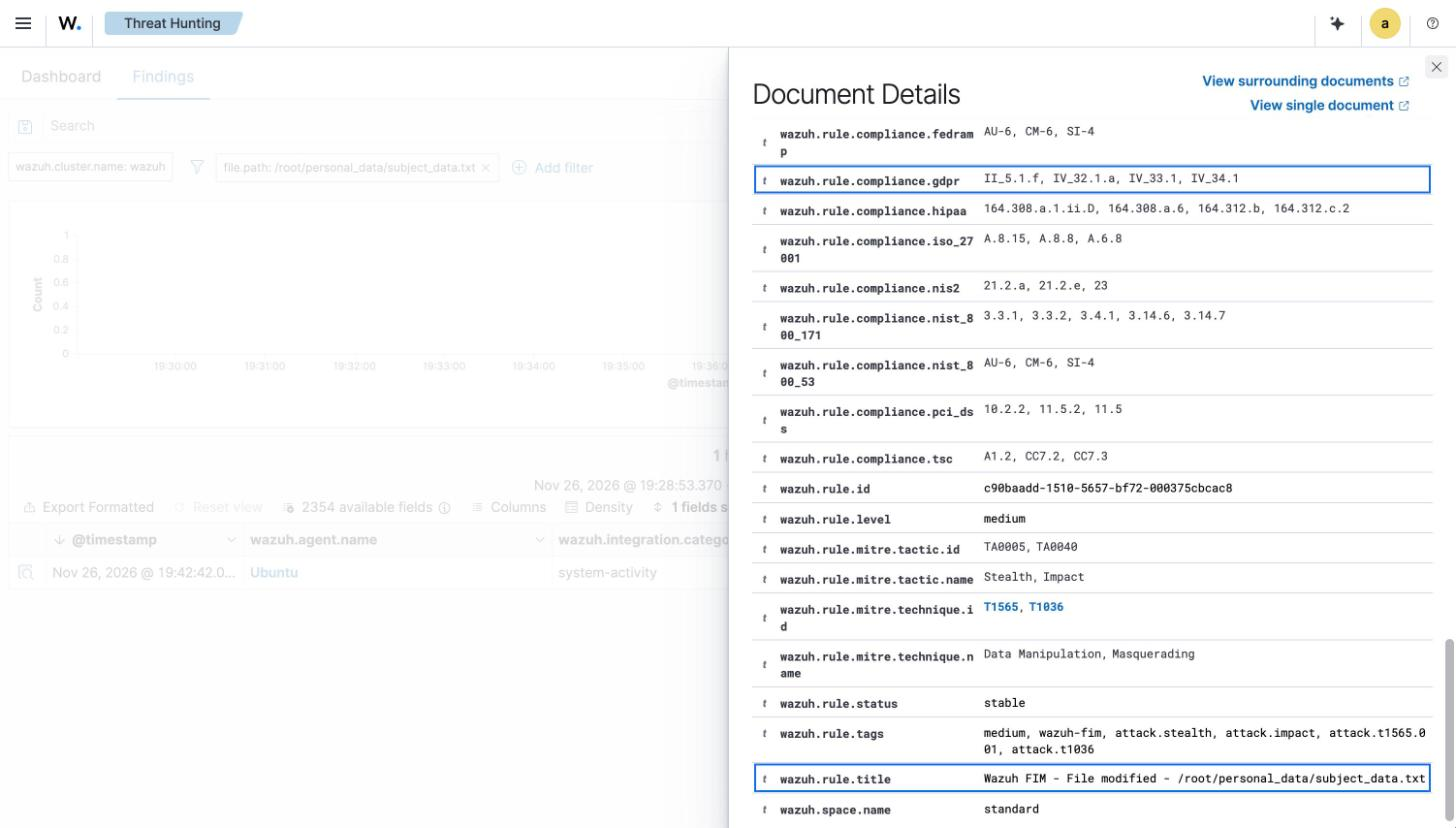 W.
Threat Hunting
a
Dashboard
Findings
Search
wazuh.cluster.name: wazuh
file.path: /root/personal_data/subject_data.txt
Add filter
1
0.8
0.6
0.4
0.2
0
Count
19:30:00
19:31:00
19:32:00
19:33:00
19:34:00
19:35:00
19:36:0
@timestam
1
Nov 26, 2026 @ 19:28:53.370 -
Export Formatted
Reset view
2354 available fields
Columns
Density
1 fields s
@timestamp
wazuh.agent.name
wazuh.integration.catego
Nov 26, 2026 @ 19:42:42.0...
Ubuntu
system-activity
Document Details
View surrounding documents
View single document
t wazuh.rule.compliance.fedram AU-6, CM-6, SI-4
p
t wazuh.rule.compliance.gdpr II_5.1.f, IV_32.1.a, IV_33.1, IV_34.1
t wazuh.rule.compliance.hipaa 164.308.a.1.ii.D, 164.308.a.6, 164.312.b, 164.312.c.2
t wazuh.rule.compliance.iso_27 A.8.15, A.8.8, A.6.8
001
t wazuh.rule.compliance.nis2 21.2.a, 21.2.e, 23
t wazuh.rule.compliance.nist_8 3.3.1, 3.3.2, 3.4.1, 3.14.6, 3.14.7
00_171
t wazuh.rule.compliance.nist_8 AU-6, CM-6, SI-4
00_53
t wazuh.rule.compliance.pci_ds 10.2.2, 11.5.2, 11.5
s
t wazuh.rule.compliance.tsc A1.2, CC7.2, CC7.3
t wazuh.rule.id c90baadd-1510-5657-bf72-000375cbcac8
t wazuh.rule.level medium
t wazuh.rule.mitre.tactic.id TA0005, TA0040
t wazuh.rule.mitre.tactic.name Stealth, Impact
t wazuh.rule.mitre.technique.i T1565, T1036
d
t wazuh.rule.mitre.technique.n Data Manipulation, Masquerading
ame
t wazuh.rule.status stable
t wazuh.rule.tags medium, wazuh-fim, attack.stealth, attack.impact, attack.t1565.0
01, attack.t1036
t wazuh.rule.title Wazuh FIM - File modified - /root/personal_data/subject_data.txt
t wazuh.space.name standard